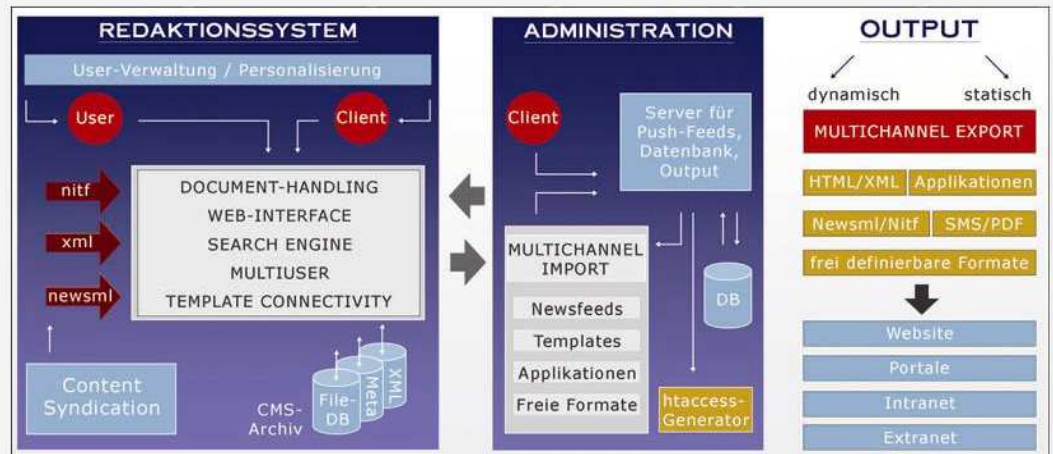 REDAKTIONSSYSTEM
User-Verwaltung / Personalisierung
User
Client
nitf
xml
newsml
DOCUMENT-HANDLING
WEB-INTERFACE
SEARCH ENGINE
MULTIUSER
TEMPLATE CONNECTIVITY
Content
Syndication
CMS-
Archiv
File-
DB
Meta
XML
ADMINISTRATION
Client
Server für
Push-Feeds,
Datenbank,
Output
MULTICHANNEL
IMPORT
Newsfeeds
Templates
Applikationen
Freie Formate
DB
htaccess-
Generator
OUTPUT
dynamisch
statisch
MULTICHANNEL EXPORT
HTML/XML
Applikationen
Newsml/Nitf
SMS/PDF
frei definierbare Formate
Website
Portale
Intranet
Extranet